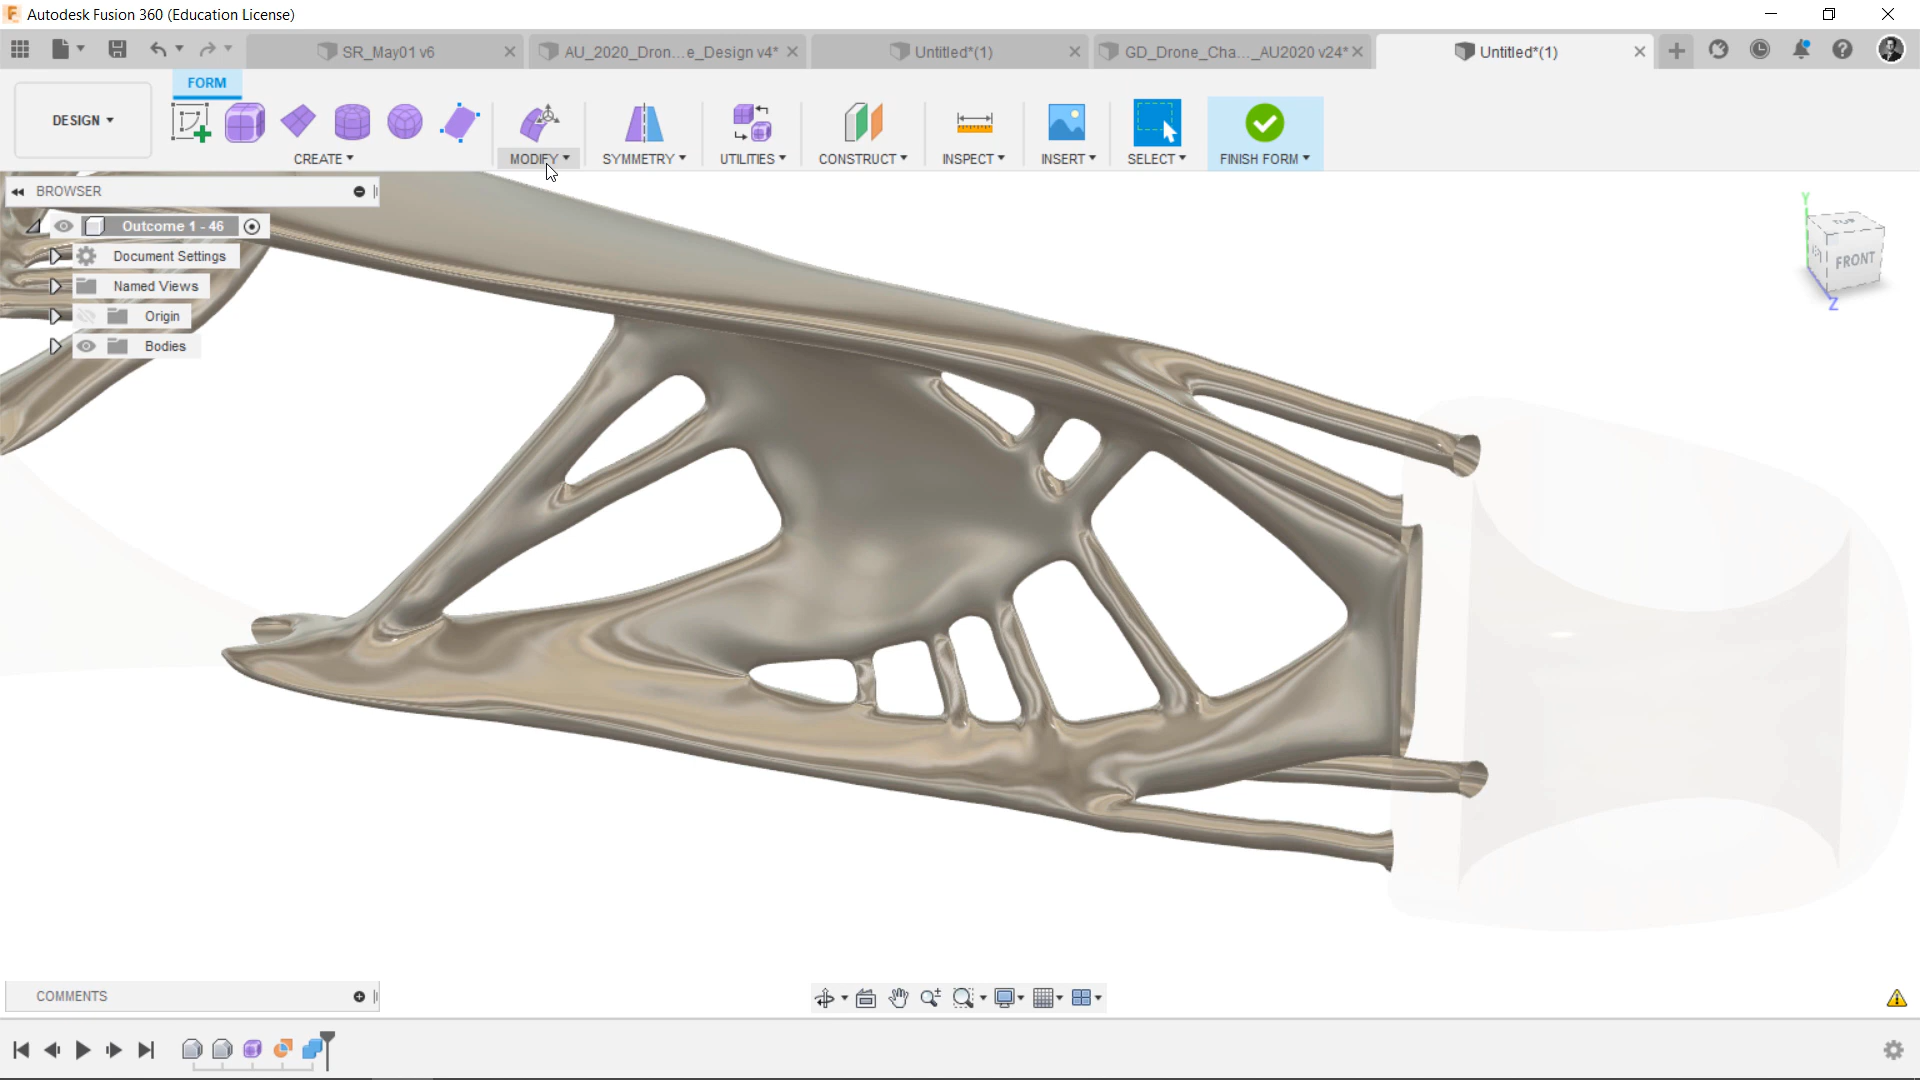 Autodesk Fusion 360 (Education License)
SR_May01 v6
AU_2020_Dron...e_Design v4*
Untitled*(1)
GD_Drone_Cha..._AU2020 v24*
Untitled*(1)
FORM
DESIGN
CREATE
MODIFY
SYMMETRY
UTILITIES
CONSTRUCT
INSPECT
INSERT
SELECT
FINISH FORM
BROWSER
Outcome 1 - 46
Document Settings
Named Views
Origin
Bodies
Y
TOP
FRONT
Z
COMMENTS